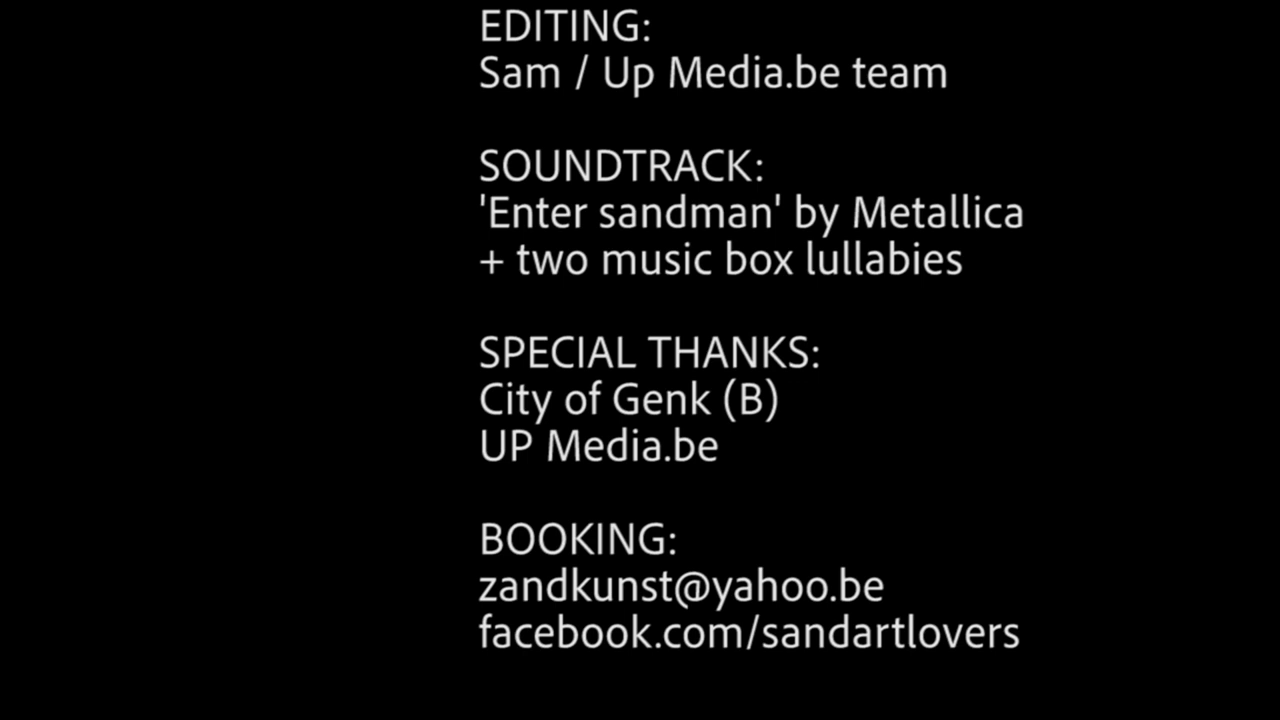 EDITING:
Sam / Up Media.be team
SOUNDTRACK:
'Enter sandman' by Metallica
+ two music box lullabies
SPECIAL THANKS:
City of Genk (B)
UP Media.be
BOOKING:
zandkunst@yahoo.be
facebook.com/sandartlovers